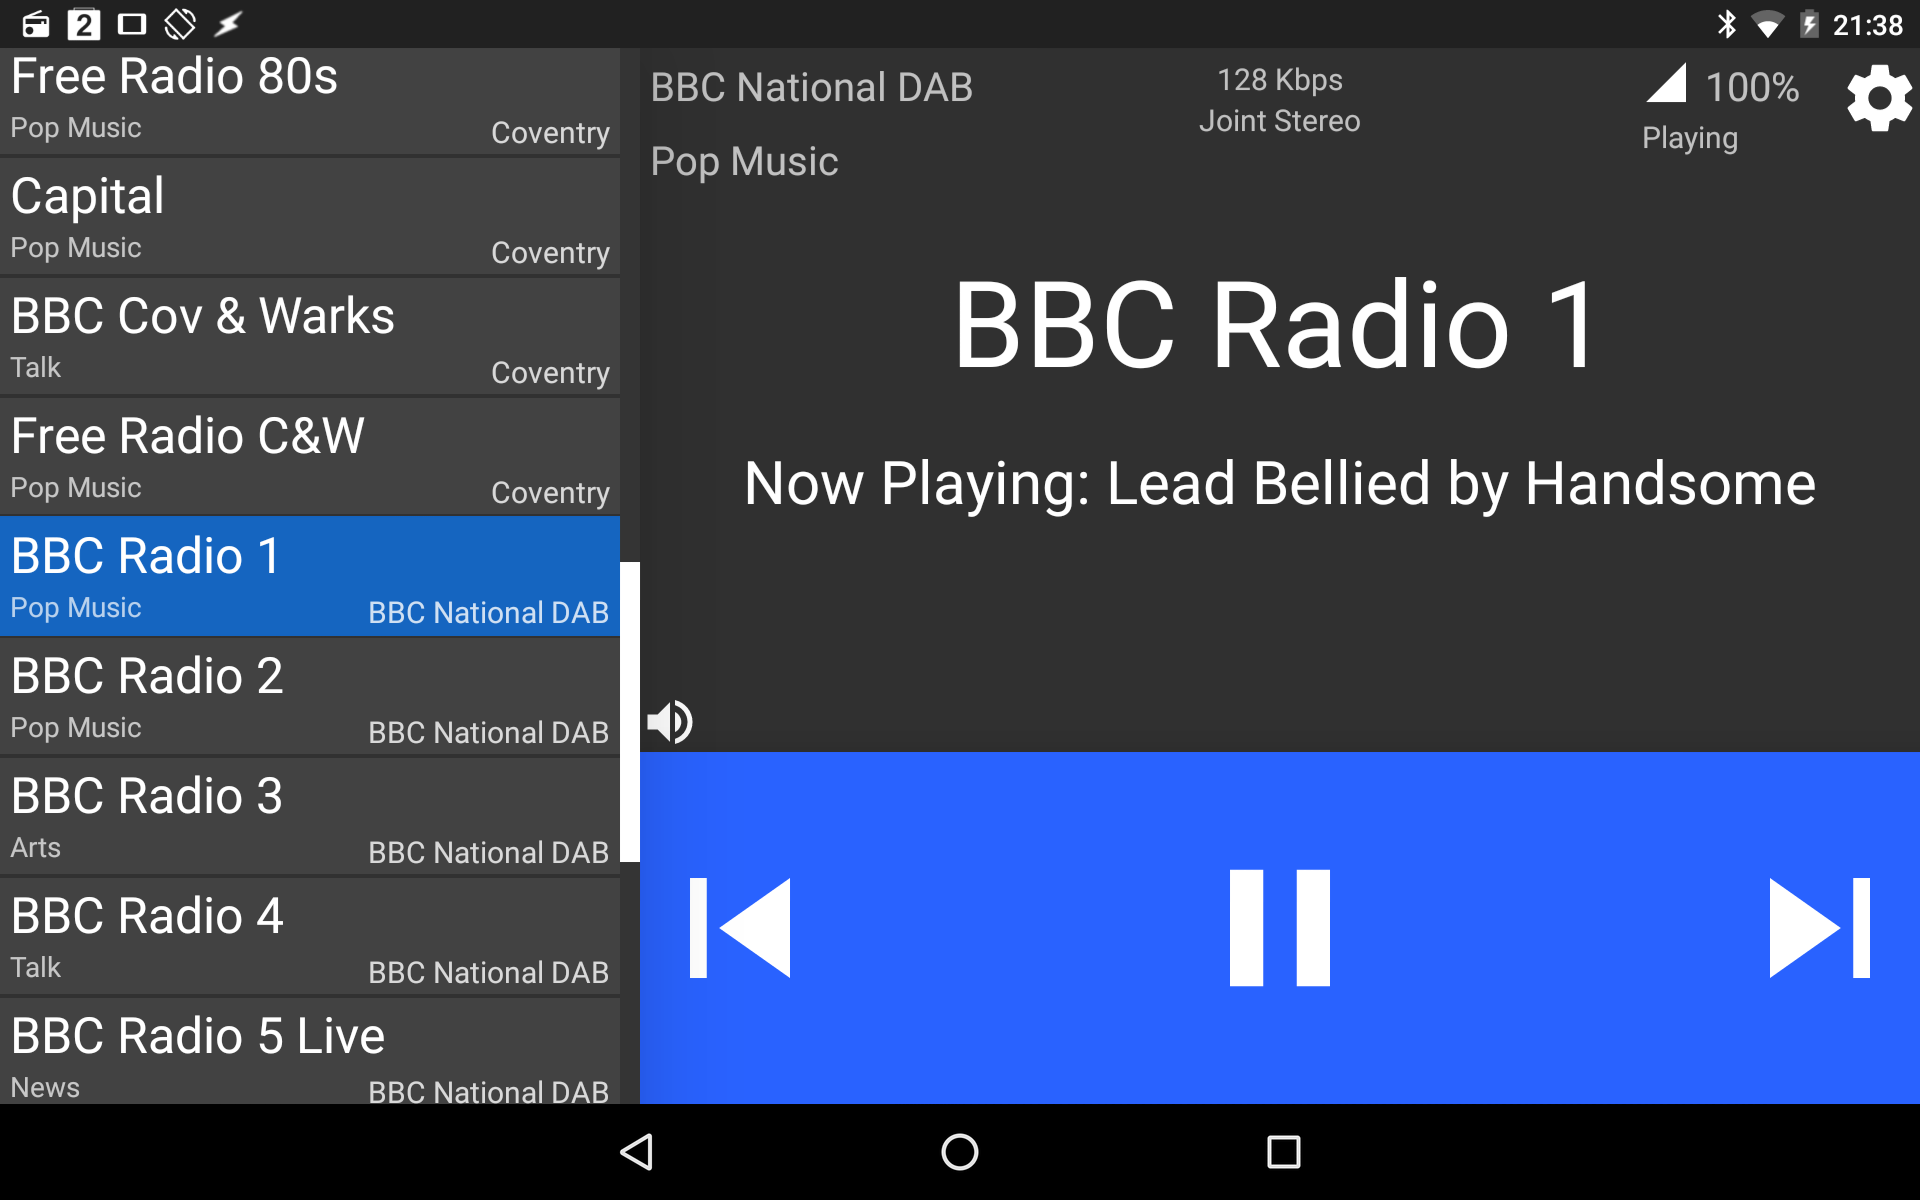 2
21:38
Free Radio 80s
Pop Music
Coventry
Capital
Pop Music
Coventry
BBC Cov & Warks
Talk
Coventry
Free Radio C&W
Pop Music
Coventry
BBC Radio 1
Pop Music
BBC National DAB
BBC Radio 2
Pop Music
BBC National DAB
BBC Radio 3
Arts
BBC National DAB
BBC Radio 4
Talk
BBC National DAB
BBC Radio 5 Live
News
BBC National DAB
BBC National DAB
Pop Music
128 Kbps
Joint Stereo
100%
Playing
BBC Radio 1
Now Playing: Lead Bellied by Handsome